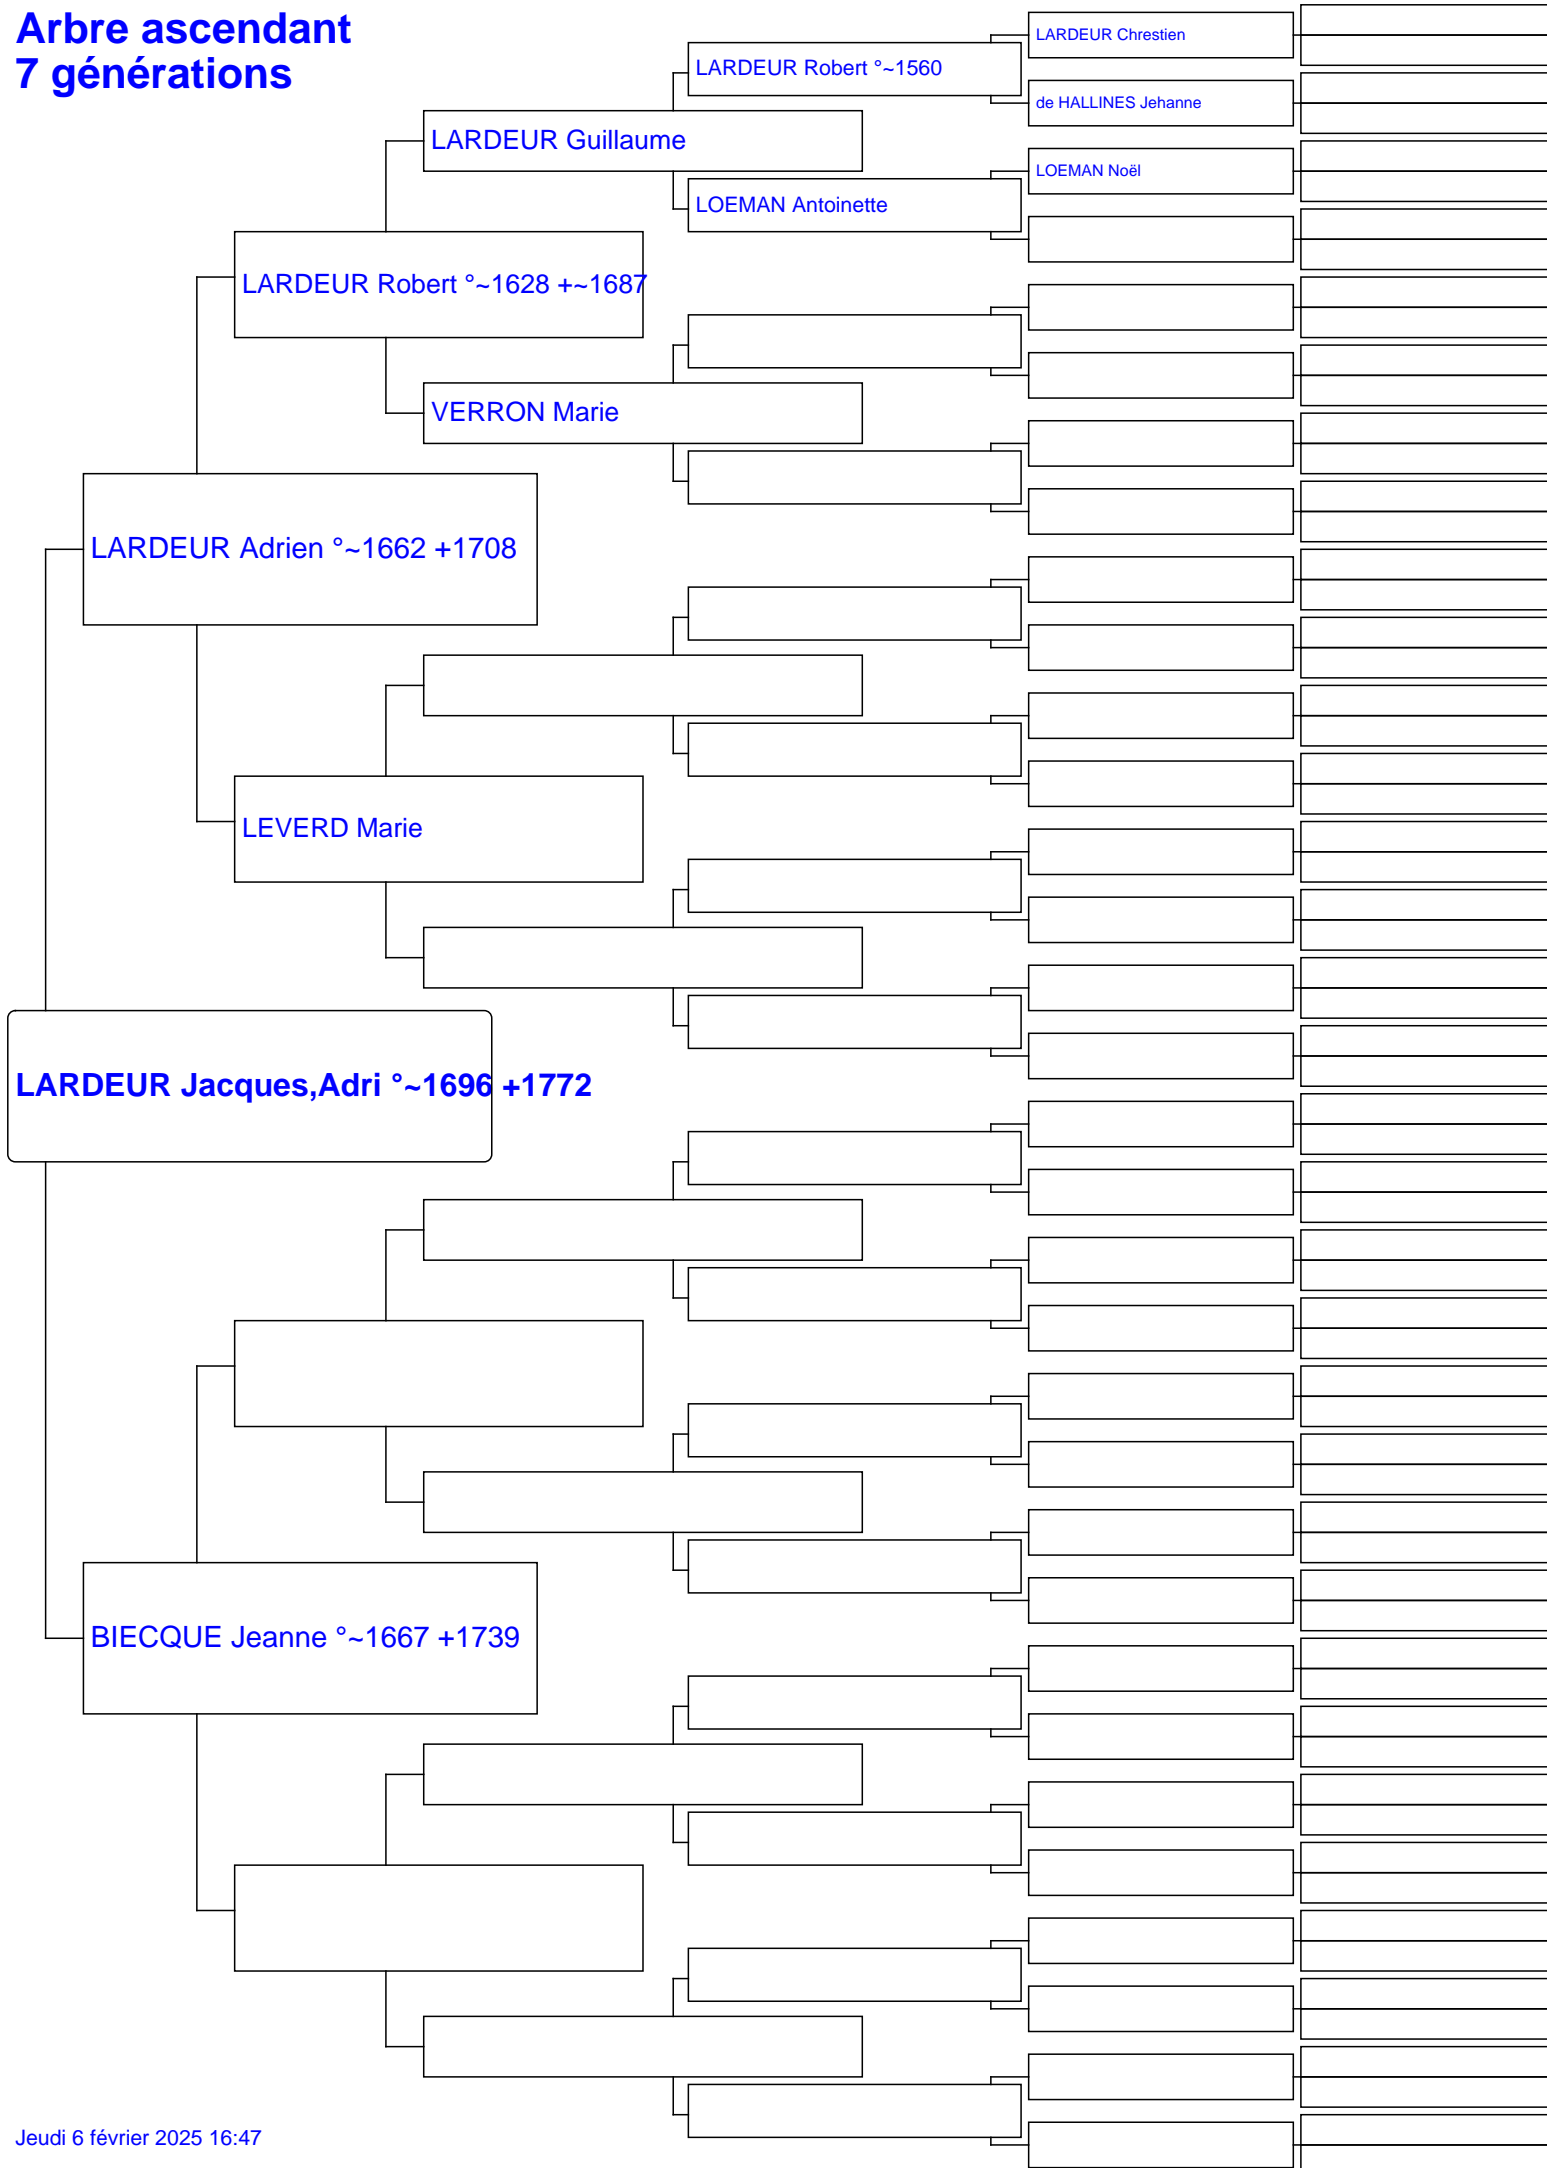 Arbre ascendant
7 générations
LARDEUR Chrestien
LARDEUR Robert °~1560
de HALLINES Jehanne
LARDEUR Guillaume
LOEMAN Noël
LOEMAN Antoinette
LARDEUR Robert °~1628 +~1687
VERRON Marie
LARDEUR Adrien °~1662 +1708
LEVERD Marie
LARDEUR Jacques,Adri °~1696 +1772
BIECQUE Jeanne °~1667 +1739
Jeudi 6 février 2025 16:47